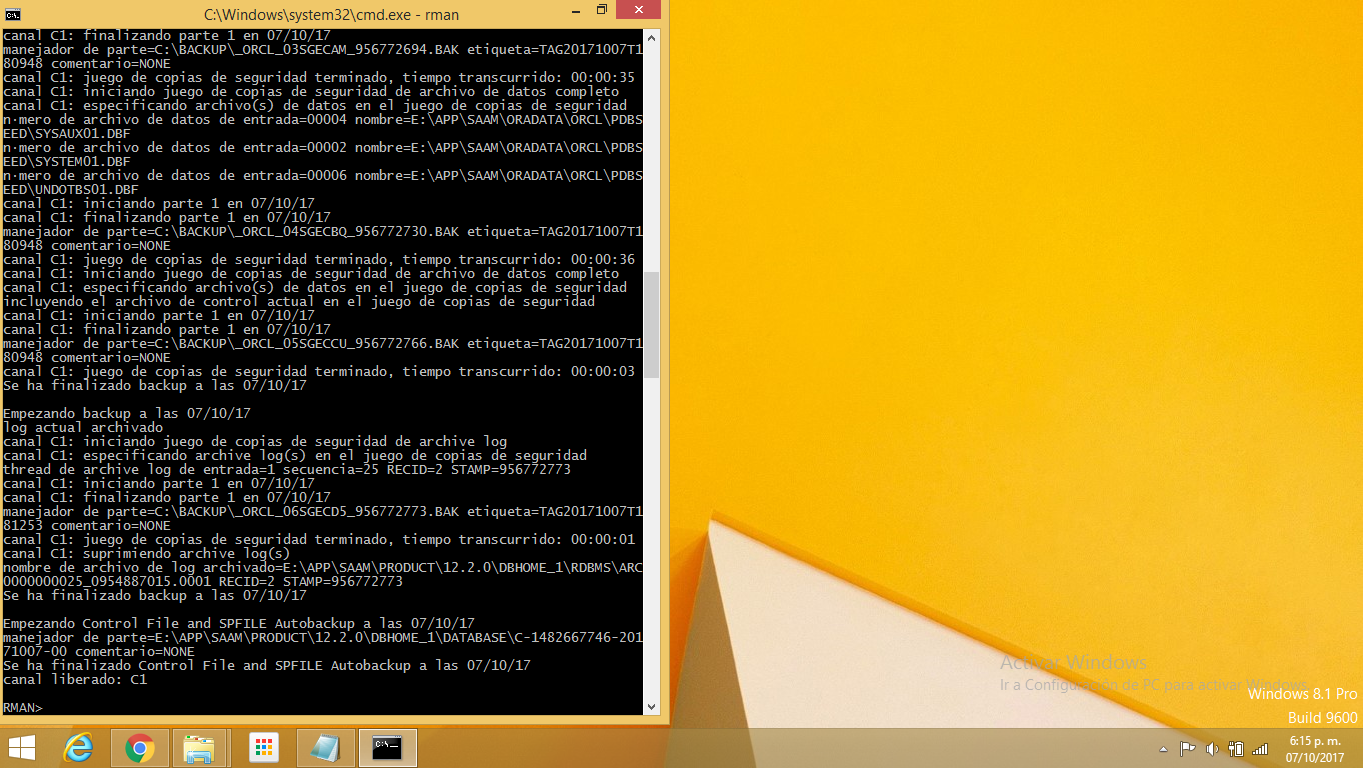 C:\Windows\system32\cmd.exe - rman
canal C1: finalizando parte 1 en 07/10/17
manejador de parte=C:\BACKUP\_ORCL_03SGECAM_956772694.BAK etiqueta=TAG20171007T1
80948 comentario=NONE
canal C1: juego de copias de seguridad terminado, tiempo transcurrido: 00:00:35
canal C1: iniciando juego de copias de seguridad de archivo de datos completo
canal C1: especificando archivo(s) de datos en el juego de copias de seguridad
n·mero de archivo de datos de entrada=00004 nombre=E:\APP\SAAM\ORADATA\ORCL\PDBS
EED\SYSAUX01.DBF
n·mero de archivo de datos de entrada=00002 nombre=E:\APP\SAAM\ORADATA\ORCL\PDBS
EED\SYSTEM01.DBF
n·mero de archivo de datos de entrada=00006 nombre=E:\APP\SAAM\ORADATA\ORCL\PDBS
EED\UNDOTBS01.DBF
canal C1: iniciando parte 1 en 07/10/17
canal C1: finalizando parte 1 en 07/10/17
manejador de parte=C:\BACKUP\_ORCL_04SGECBQ_956772730.BAK etiqueta=TAG20171007T1
80948 comentario=NONE
canal C1: juego de copias de seguridad terminado, tiempo transcurrido: 00:00:36
canal C1: iniciando juego de copias de seguridad de archivo de datos completo
canal C1: especificando archivo(s) de datos en el juego de copias de seguridad
incluyendo el archivo de control actual en el juego de copias de seguridad
canal C1: iniciando parte 1 en 07/10/17
canal C1: finalizando parte 1 en 07/10/17
manejador de parte=C:\BACKUP\_ORCL_05SGECCU_956772766.BAK etiqueta=TAG20171007T1
80948 comentario=NONE
canal C1: juego de copias de seguridad terminado, tiempo transcurrido: 00:00:03
Se ha finalizado backup a las 07/10/17
Empezando backup a las 07/10/17
log actual archivado
canal C1: iniciando juego de copias de seguridad de archive log
canal C1: especificando archive log(s) en el juego de copias de seguridad
thread de archive log de entrada=1 secuencia=25 RECID=2 STAMP=956772773
canal C1: iniciando parte 1 en 07/10/17
canal C1: finalizando parte 1 en 07/10/17
manejador de parte=C:\BACKUP\_ORCL_06SGECD5_956772773.BAK etiqueta=TAG20171007T1
81253 comentario=NONE
canal C1: juego de copias de seguridad terminado, tiempo transcurrido: 00:00:01
canal C1: suprimiendo archive log(s)
nombre de archivo de log archivado=E:\APP\SAAM\PRODUCT\12.2.0\DBHOME_1\RDBMS\ARC
0000000025_0954887015.0001 RECID=2 STAMP=956772773
Se ha finalizado backup a las 07/10/17
Empezando Control File and SPFILE Autobackup a las 07/10/17
manejador de parte=E:\APP\SAAM\PRODUCT\12.2.0\DBHOME_1\DATABASE\C-1482667746-201
71007-00 comentario=NONE
Se ha finalizado Control File and SPFILE Autobackup a las 07/10/17
canal liberado: C1
RMAN>
Activar Windows
Ir a Configuración de PC para activar Windows.
Windows 8.1 Pro
Build 9600
6:15 p. m.
07/10/2017